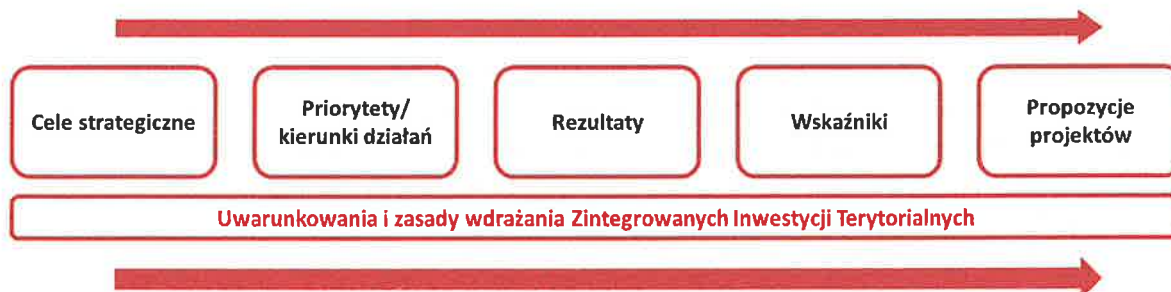 Cele strategiczne
Priorytety/
kierunki działań
Rezultaty
Wskaźniki
Propozycje
projektów
Uwarunkowania i zasady wdrażania Zintegrowanych Inwestycji Terytorialnych